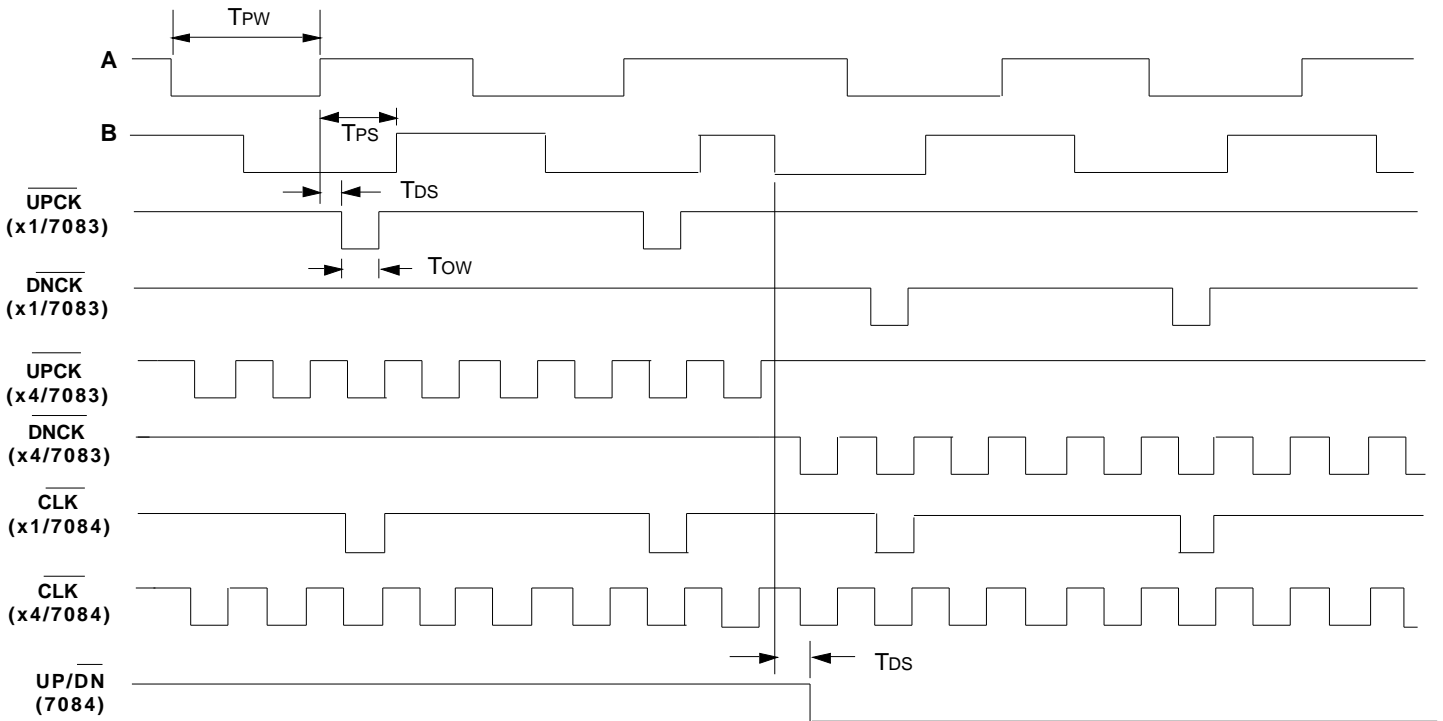 TPW
A
TPS
B
TDS
UPCK
(x1/7083)
TOW
DNCK
(x1/7083)
UPCK
(x4/7083)
DNCK
(x4/7083)
CLK
(x1/7084)
CLK
(x4/7084)
TDS
UP/DN
(7084)